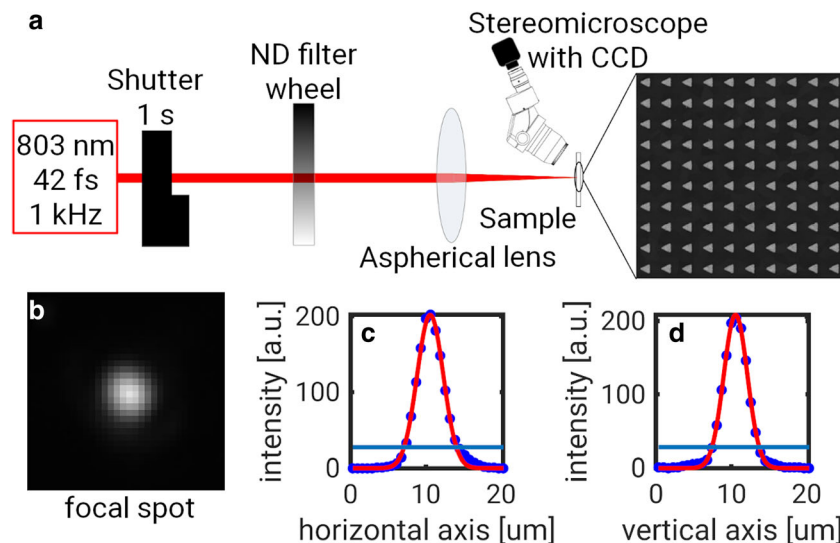 a
Stereomicroscope
with CCD
ND filter
wheel
Shutter
1 s
803 nm
42 fs
1 kHz
Sample
Aspherical lens
b
focal spot
c
intensity [a.u.]
200
100
0
0 10 20
horizontal axis [um]
d
intensity [a.u.]
200
100
0
0 10 20
vertical axis [um]